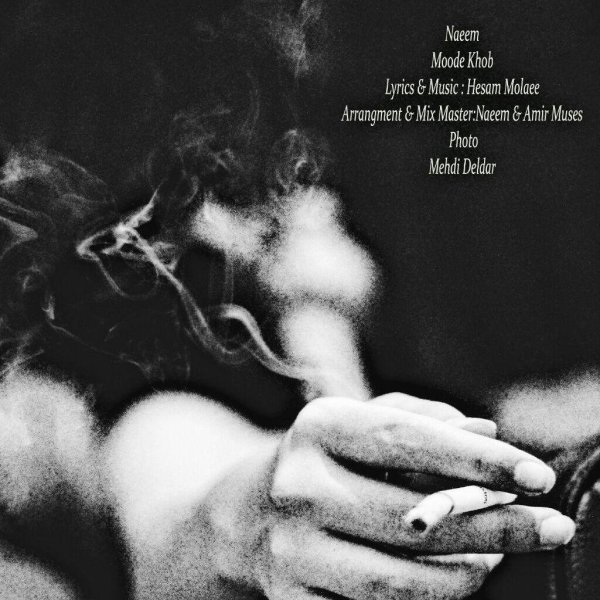 Naeem
Moode Khob
Lyrics & Music : Hesam Molaee
Arrangment & Mix Master:Naeem & Amir Muses
Photo
Mehdi Deldar